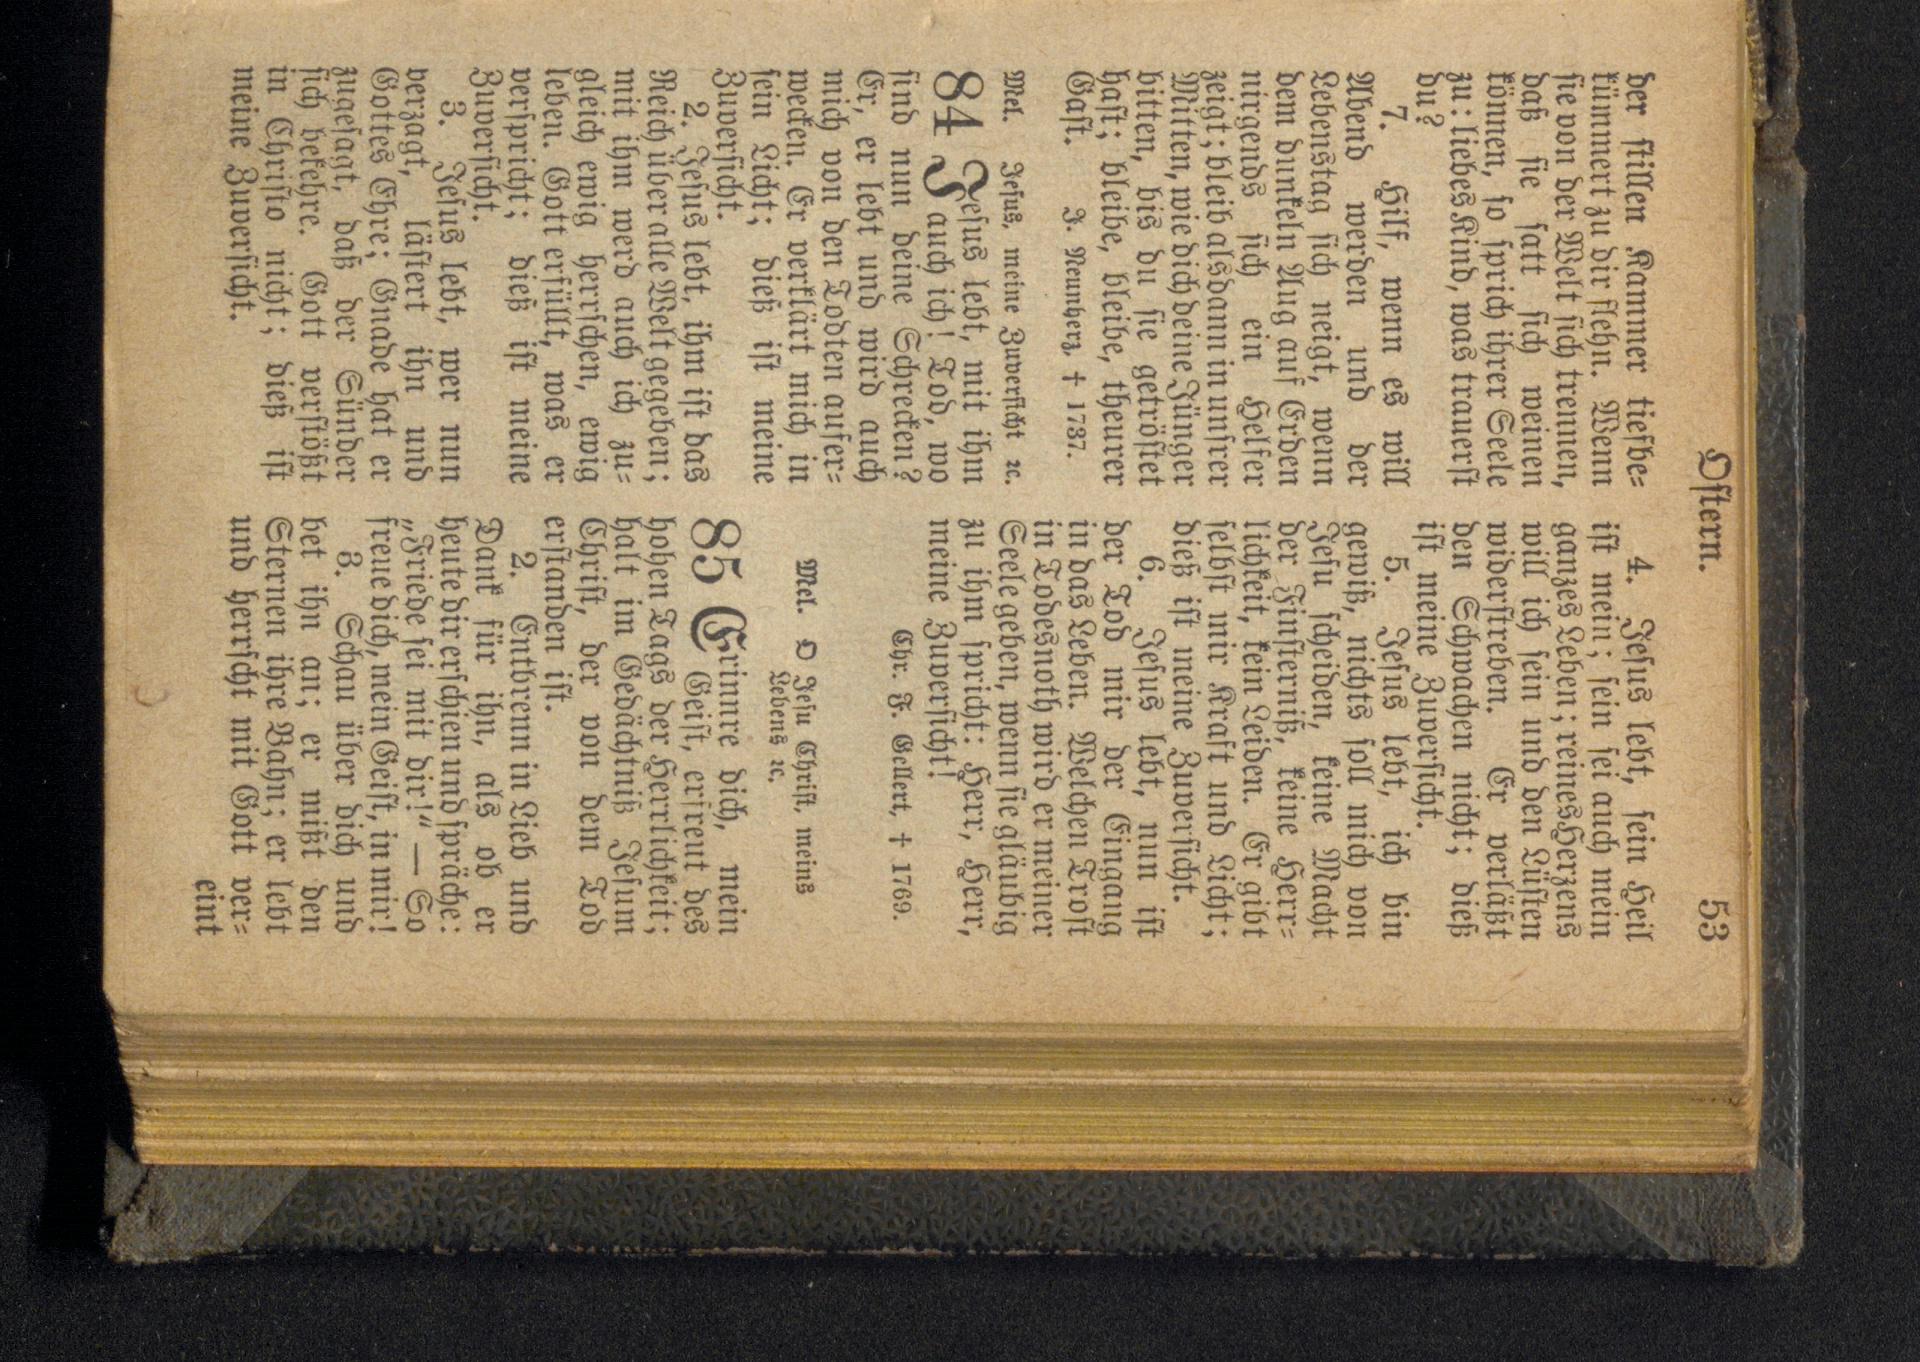 Ostern.
53
der stillen Kammer tiefbe-
kümmert zu dir flehn. Wenn
sie von der Welt sich trennen,
daß sie satt sich weinen
können, so sprich ihrer Seele
zu: liebes Kind, was trauerst
du?
7. Hilf, wenn es will
Abend werden und der
Lebenstag sich neigt, wenn
dem dunkeln Aug auf Erden
nirgends sich ein Helfer
zeigt; bleib alsdann in unsrer
Mitten, wie dich deine Jünger
bitten, bis du sie getröstet
hast; bleibe, bleibe, theurer
Gast. J. Neunherz, † 1737.
Mel. Jesus, meine Zuversicht ꝛc.
84 Jesus lebt, mit ihm
auch ich! Tod, wo
sind nun deine Schrecken?
Er, er lebt und wird auch
mich von den Todten aufer-
wecken. Er verklärt mich in
sein Licht; dieß ist meine
Zuversicht.
2. Jesus lebt, ihm ist das
Reich über alle Welt gegeben;
mit ihm werd auch ich zu-
gleich ewig herrschen, ewig
leben. Gott erfüllt, was er
verspricht; dieß ist meine
Zuversicht.
3. Jesus lebt, wer nun
verzagt, lästert ihn und
Gottes Ehre; Gnade hat er
zugesagt, daß der Sünder
sich bekehre. Gott verstößt
in Christo nicht; dieß ist
meine Zuversicht.
4. Jesus lebt, sein Heil
ist mein; sein sei auch mein
ganzes Leben; reines Herzens
will ich sein und den Lüsten
widerstreben. Er verläßt
den Schwachen nicht; dieß
ist meine Zuversicht.
5. Jesus lebt, ich bin
gewiß, nichts soll mich von
Jesu scheiden, keine Macht
der Finsterniß, keine Herr-
lichkeit, kein Leiden. Er gibt
selbst mir Kraft und Licht;
dieß ist meine Zuversicht.
6. Jesus lebt, nun ist
der Tod mir der Eingang
in das Leben. Welchen Trost
in Todesnoth wird er meiner
Seele geben, wenn sie gläubig
zu ihm spricht: Herr, Herr,
meine Zuversicht!
Chr. F. Gellert, † 1769.
Mel. O Jesu Christ, meins
Lebens ꝛc.
85 Erinnre dich, mein
Geist, erfreut des
hohen Tags der Herrlichkeit;
halt im Gedächtniß Jesum
Christ, der von dem Tod
erstanden ist.
2. Entbrenn in Lieb und
Dank für ihn, als ob er
heute dir erschien und spräche:
„Friede sei mit dir!“ — So
freue dich, mein Geist, in mir!
3. Schau über dich und
bet ihn an; er mißt den
Sternen ihre Bahn; er lebt
und herrscht mit Gott ver-
eint